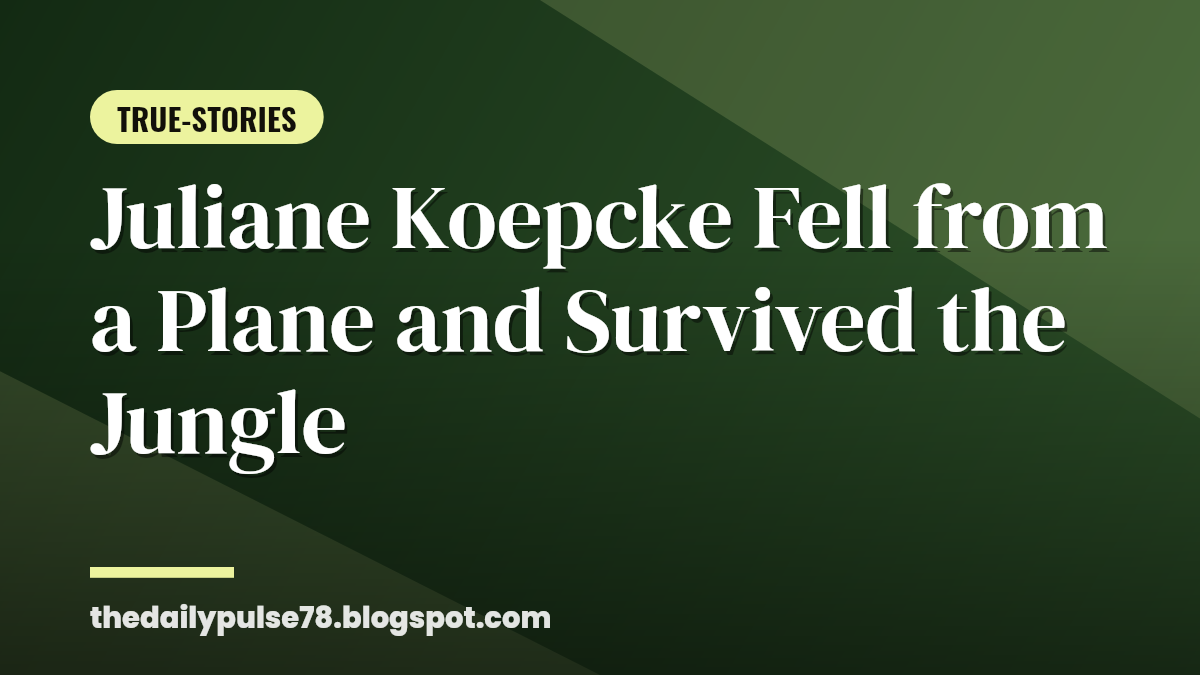 TRUE-STORIES
Juliane Koepcke Fell from
a Plane and Survived the
Jungle
thedailypulse78.blogspot.com